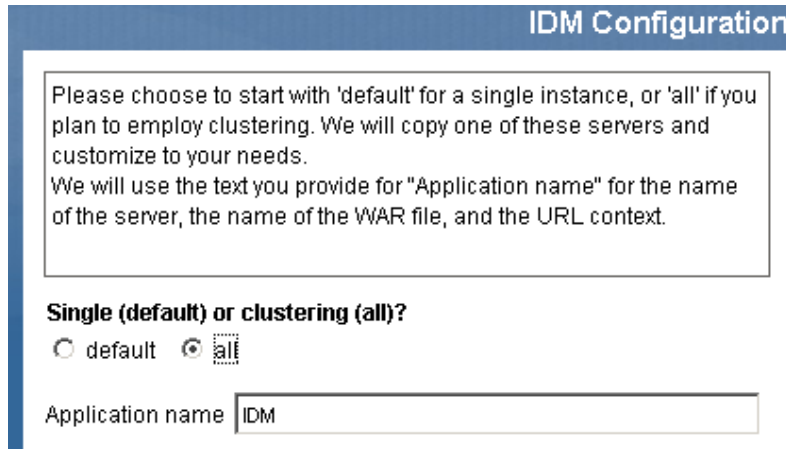 IDM Configuration
Please choose to start with 'default' for a single instance, or 'all' if you
plan to employ clustering. We will copy one of these servers and
customize to your needs.
We will use the text you provide for "Application name" for the name
of the server, the name of the WAR file, and the URL context.
Single (default) or clustering (all)?
default all
Application name IDM